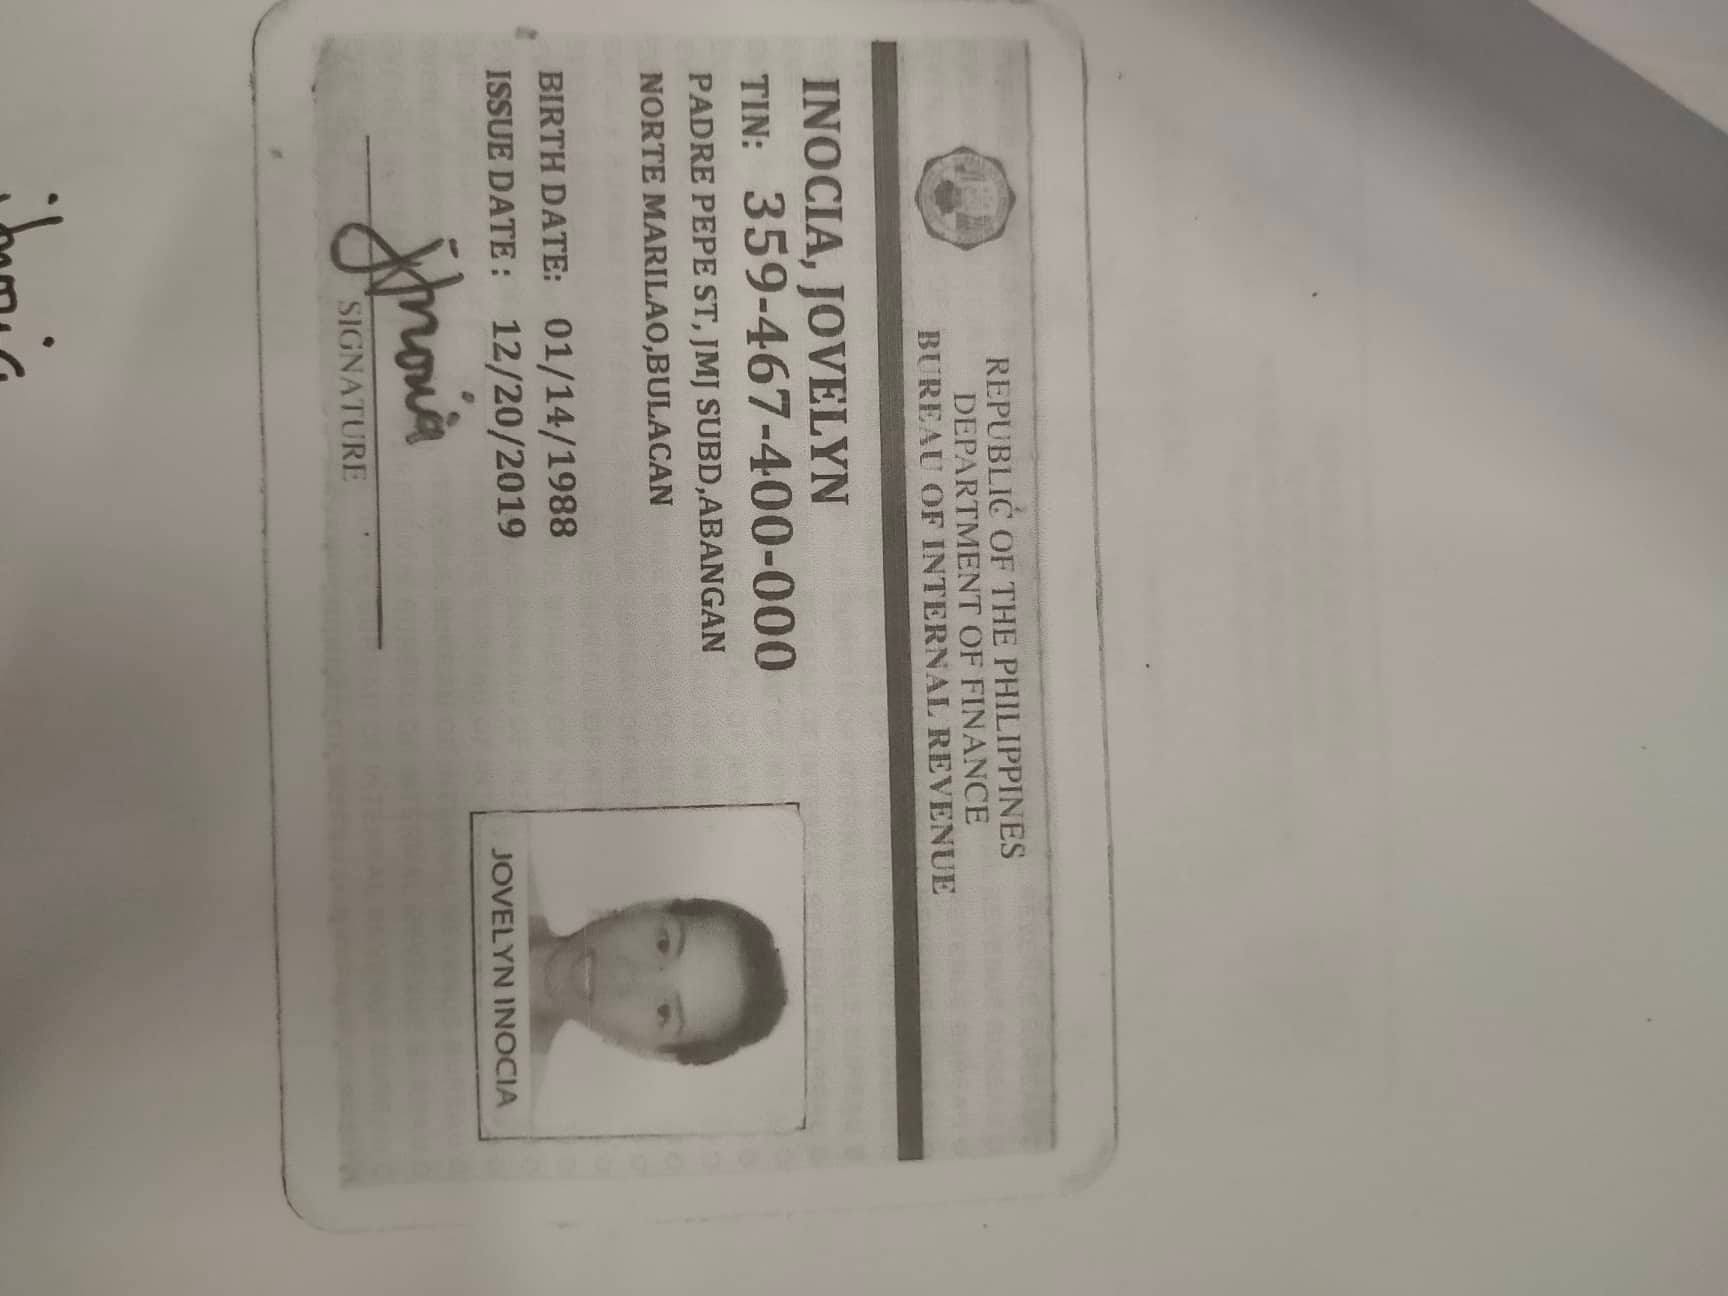 REPUBLIC OF THE PHILIPPINES
DEPARTMENT OF FINANCE
BUREAU OF INTERNAL REVENUE
INOCIA, JOVELYN
TIN: 359-467-400-000
PADRE PEPE ST, JMJ SUBD,ABANGAN
NORTE MARILAO,BULACAN
BIRTH DATE: 01/14/1988
ISSUE DATE : 12/20/2019
SIGNATURE
JOVELYN INOCIA